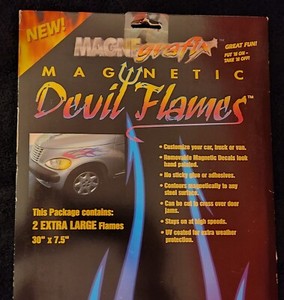 NEW!
MAGNEgrafix™
GREAT FUN!
PUT 'M ON -
TAKE 'M OFF!
MAGNETIC
Devil Flames™
• Customize your car, truck or van.
• Removable Magnetic Decals look
hand painted.
• No sticky glue or adhesives.
• Contours magnetically to any
steel surface.
• Can be cut to cross over door
jams.
• Stays on at high speeds.
• UV coated for extra weather
protection.
This Package contains:
2 EXTRA LARGE Flames
30" x 7.5"